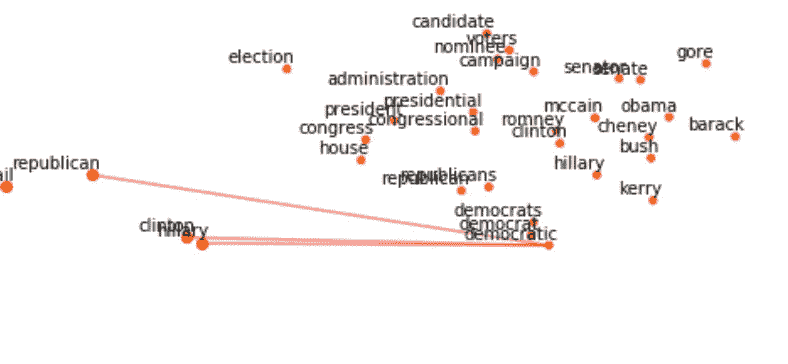 candidate
voters
nominee
gore
election
campaign
senator
senate
administration
presidential
mccain
obama
president
congressional
romney
barack
congress
clinton
cheney
house
bush
republican
hillary
ail
republicans
republican
kerry
democrats
clinton
democrat
hillary
democratic